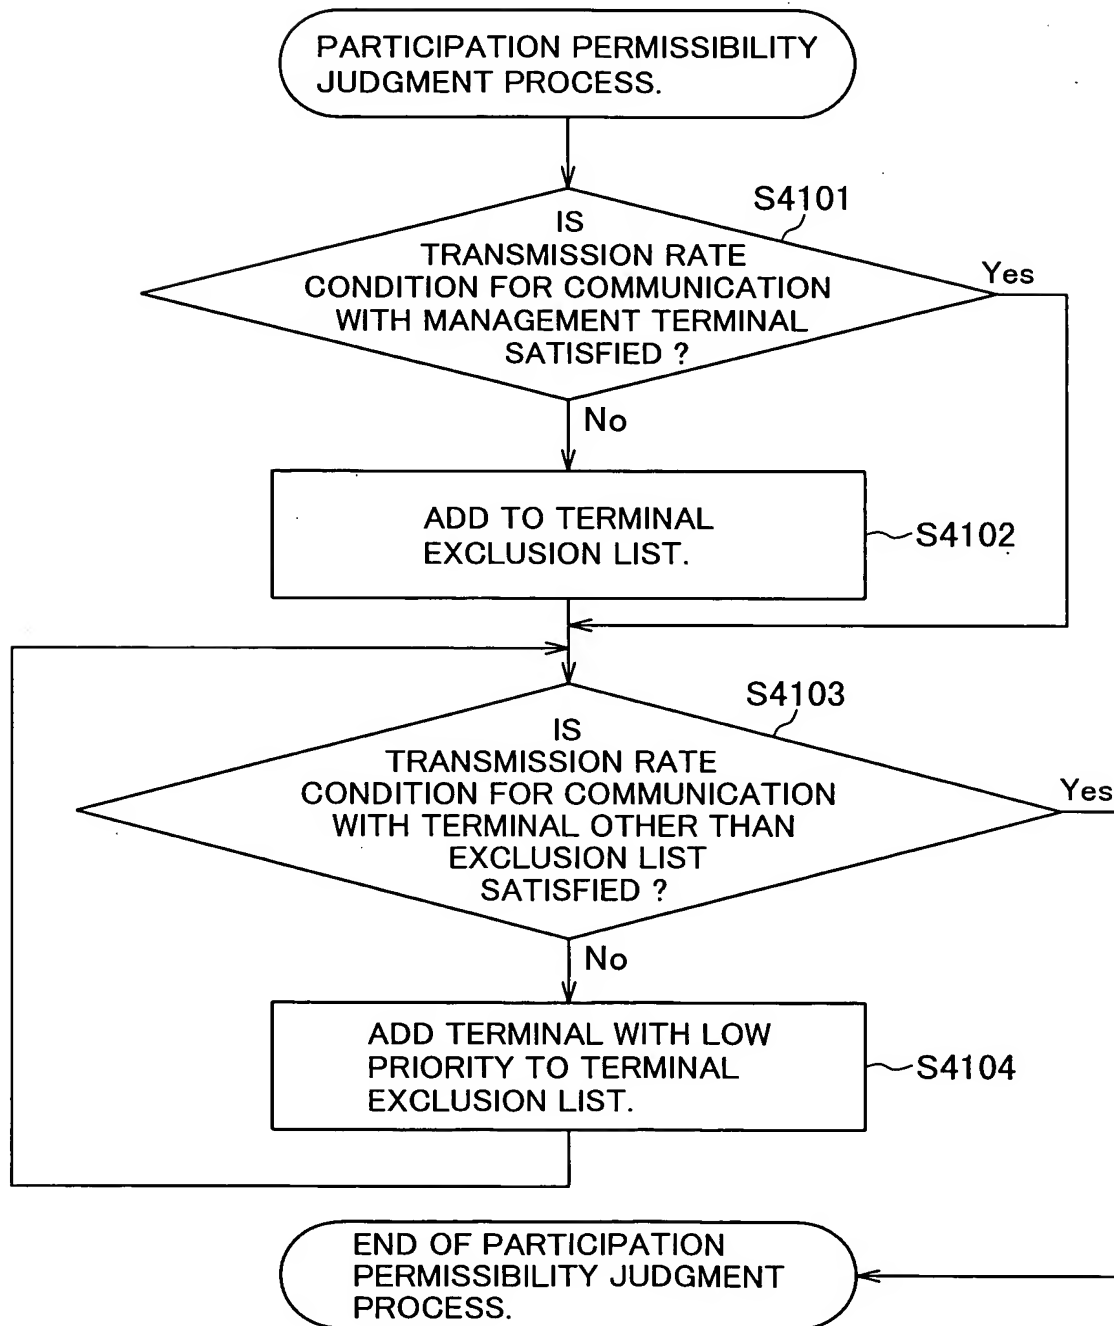 PARTICIPATION PERMISSIBILITY
JUDGMENT PROCESS.
S4101
IS
TRANSMISSION RATE
CONDITION FOR COMMUNICATION
WITH MANAGEMENT TERMINAL
SATISFIED ?
Yes
No
ADD TO TERMINAL
EXCLUSION LIST.
S4102
S4103
IS
TRANSMISSION RATE
CONDITION FOR COMMUNICATION
WITH TERMINAL OTHER THAN
EXCLUSION LIST
SATISFIED ?
Yes
No
ADD TERMINAL WITH LOW
PRIORITY TO TERMINAL
EXCLUSION LIST.
S4104
END OF PARTICIPATION
PERMISSIBILITY JUDGMENT
PROCESS.